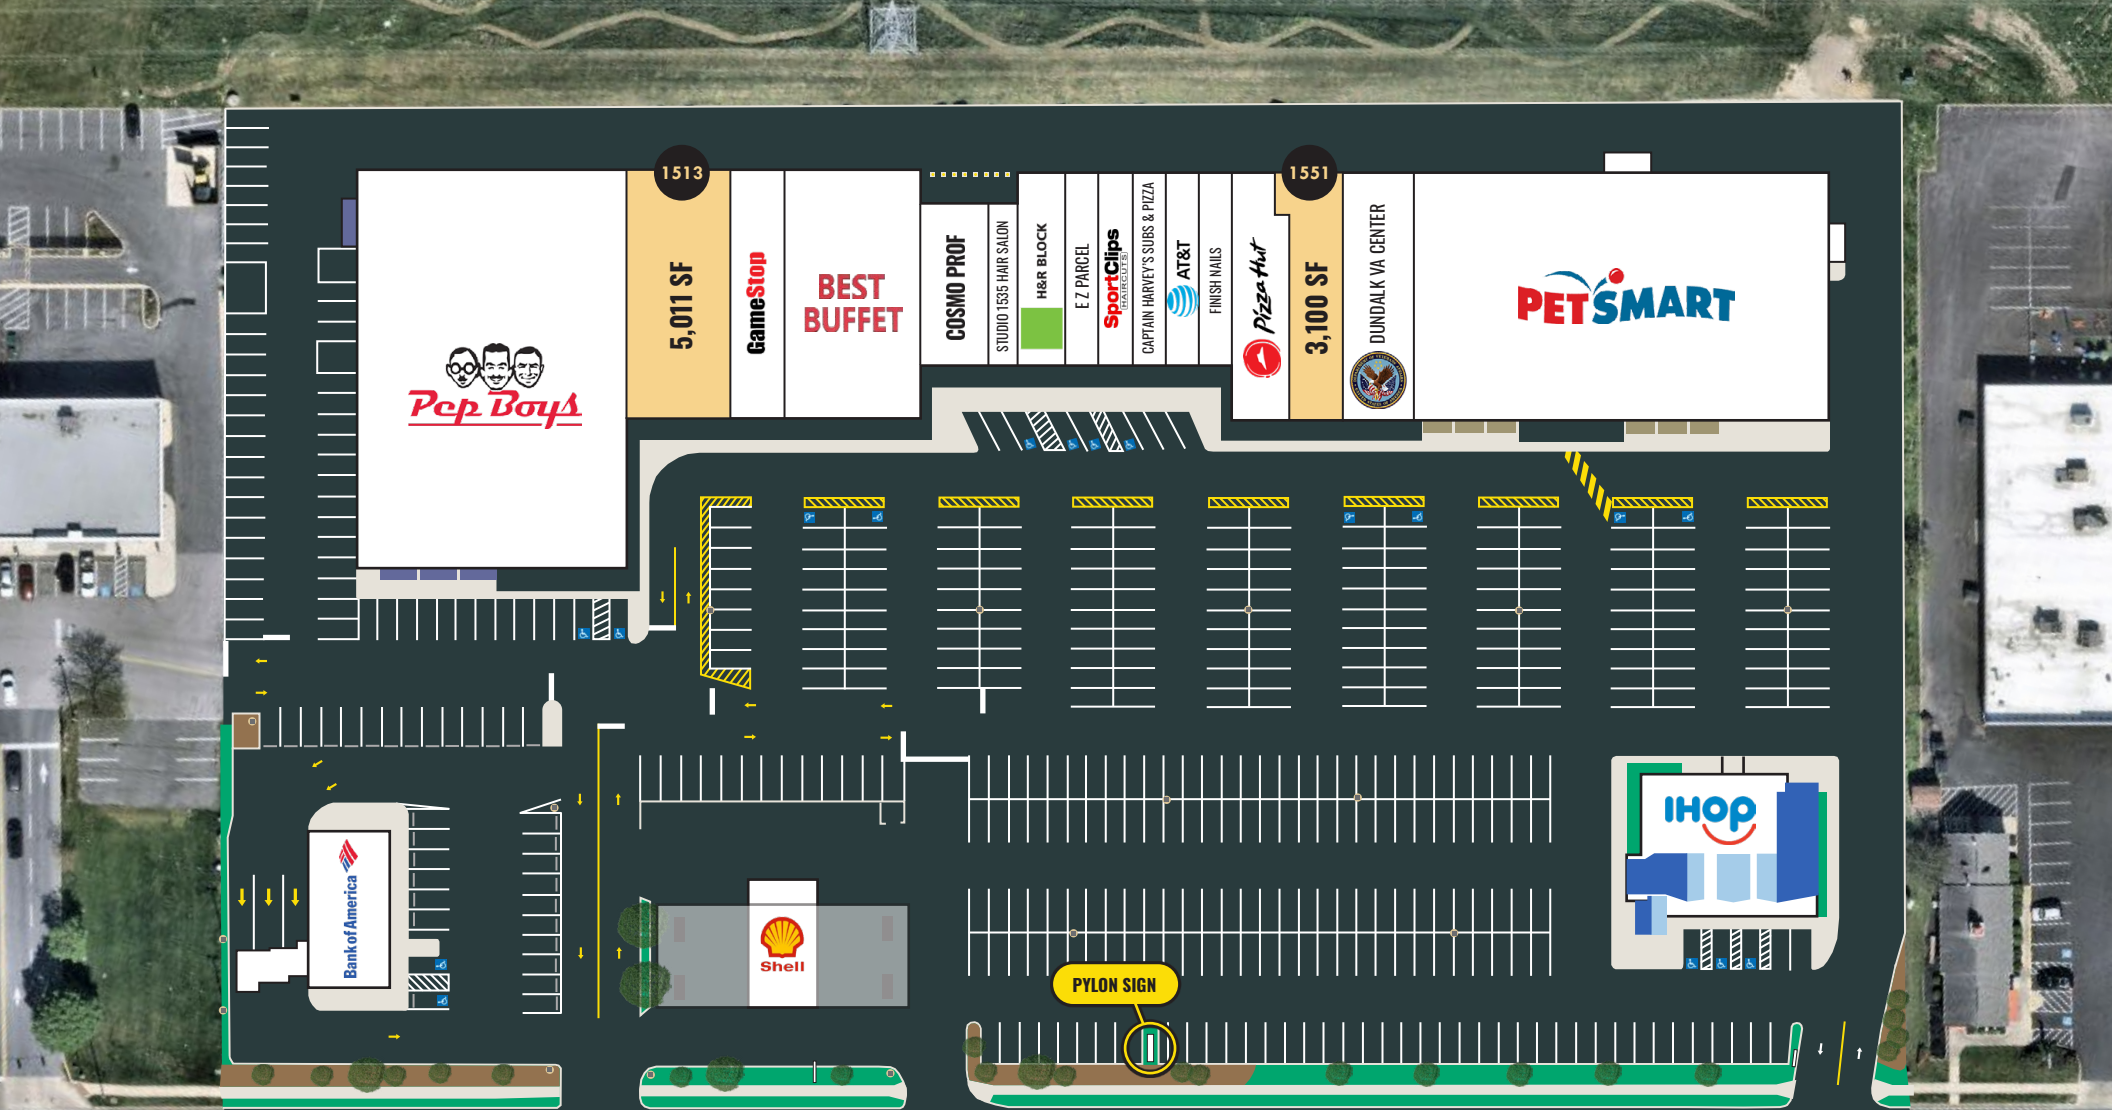 1513
1551
Pep Boys
5,011 SF
GameStop
BEST
BUFFET
COSMO PROF
STUDIO 1535 HAIR SALON
H&R BLOCK
E Z PARCEL
SportClips
HAIRCUTS
CAPTAIN HARVEY'S SUBS & PIZZA
AT&T
FINISH NAILS
Pizza Hut
3,100 SF
DUNDALK VA CENTER
PETSMART
IHOP
Bank of America
Shell
PYLON SIGN